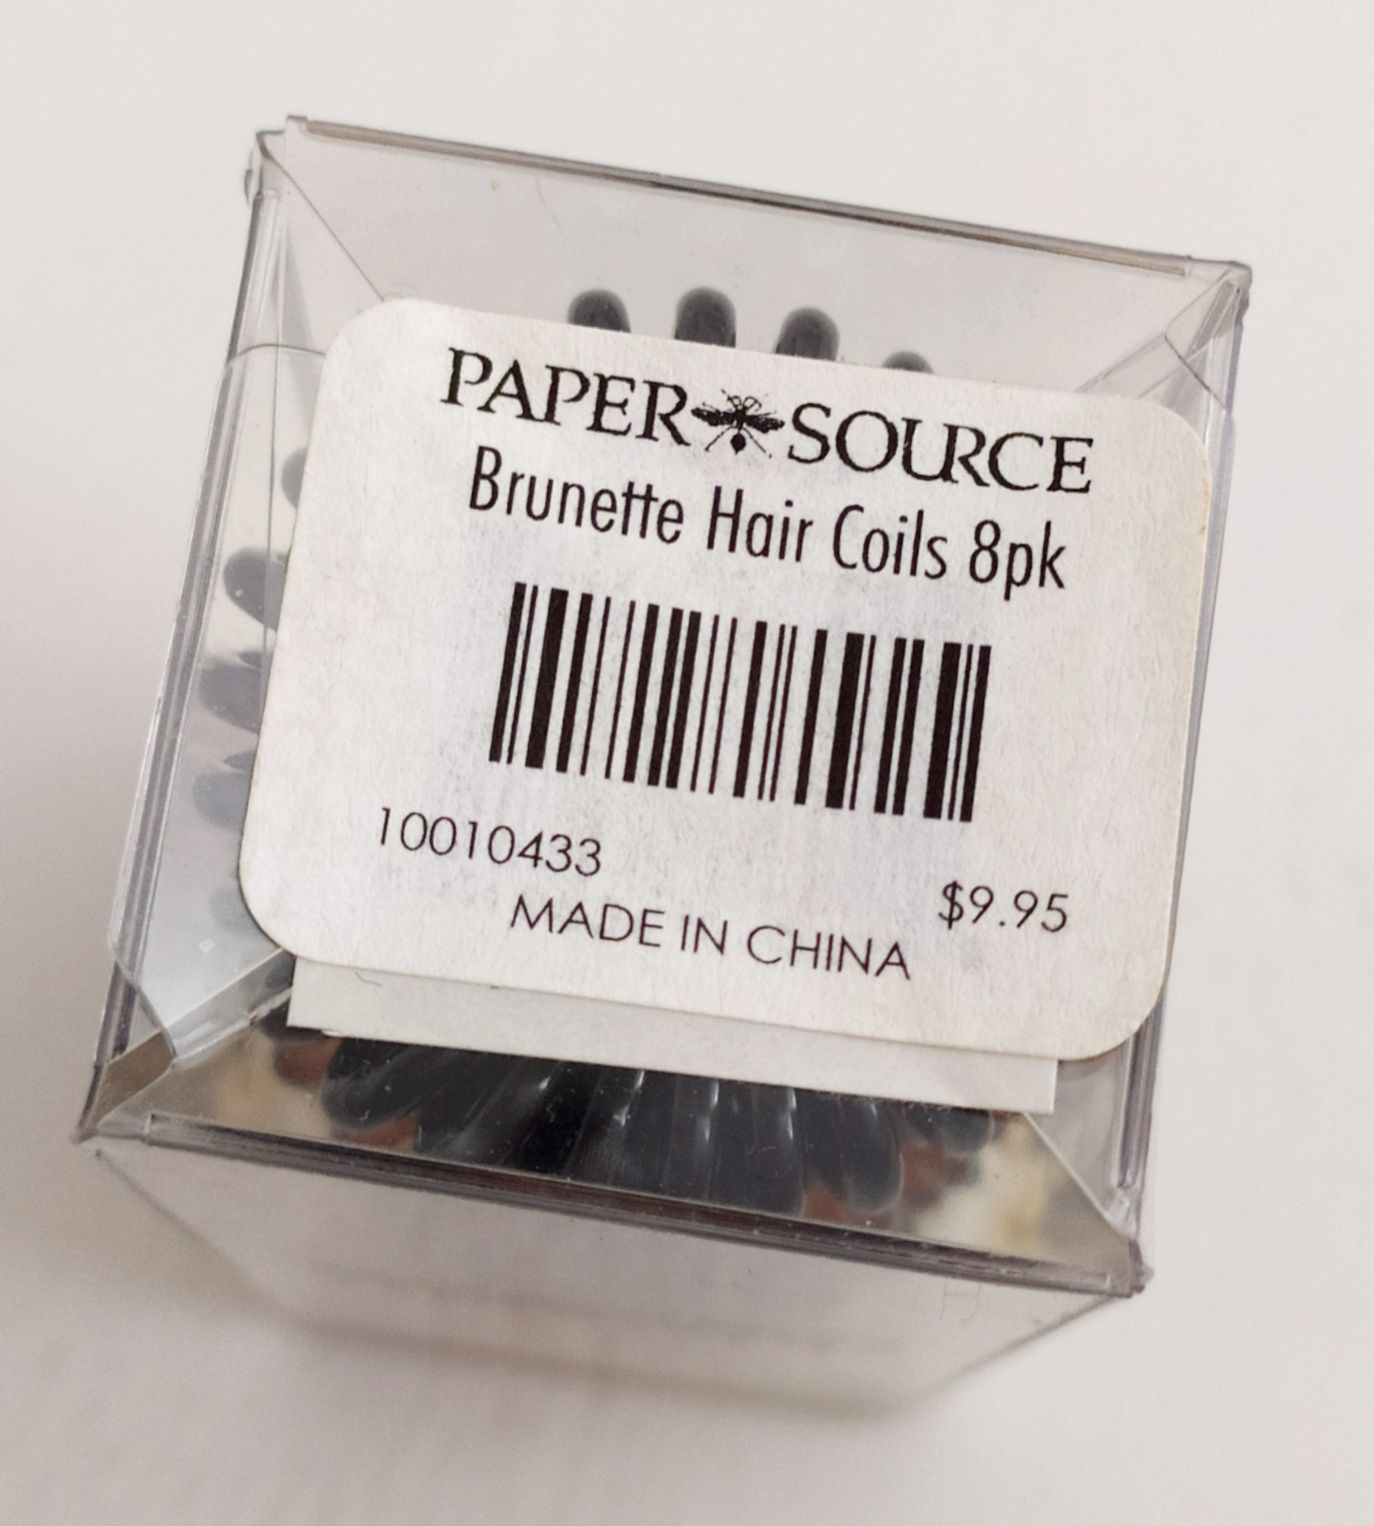 PAPER SOURCE
Brunette Hair Coils 8pk
10010433
$9.95
MADE IN CHINA